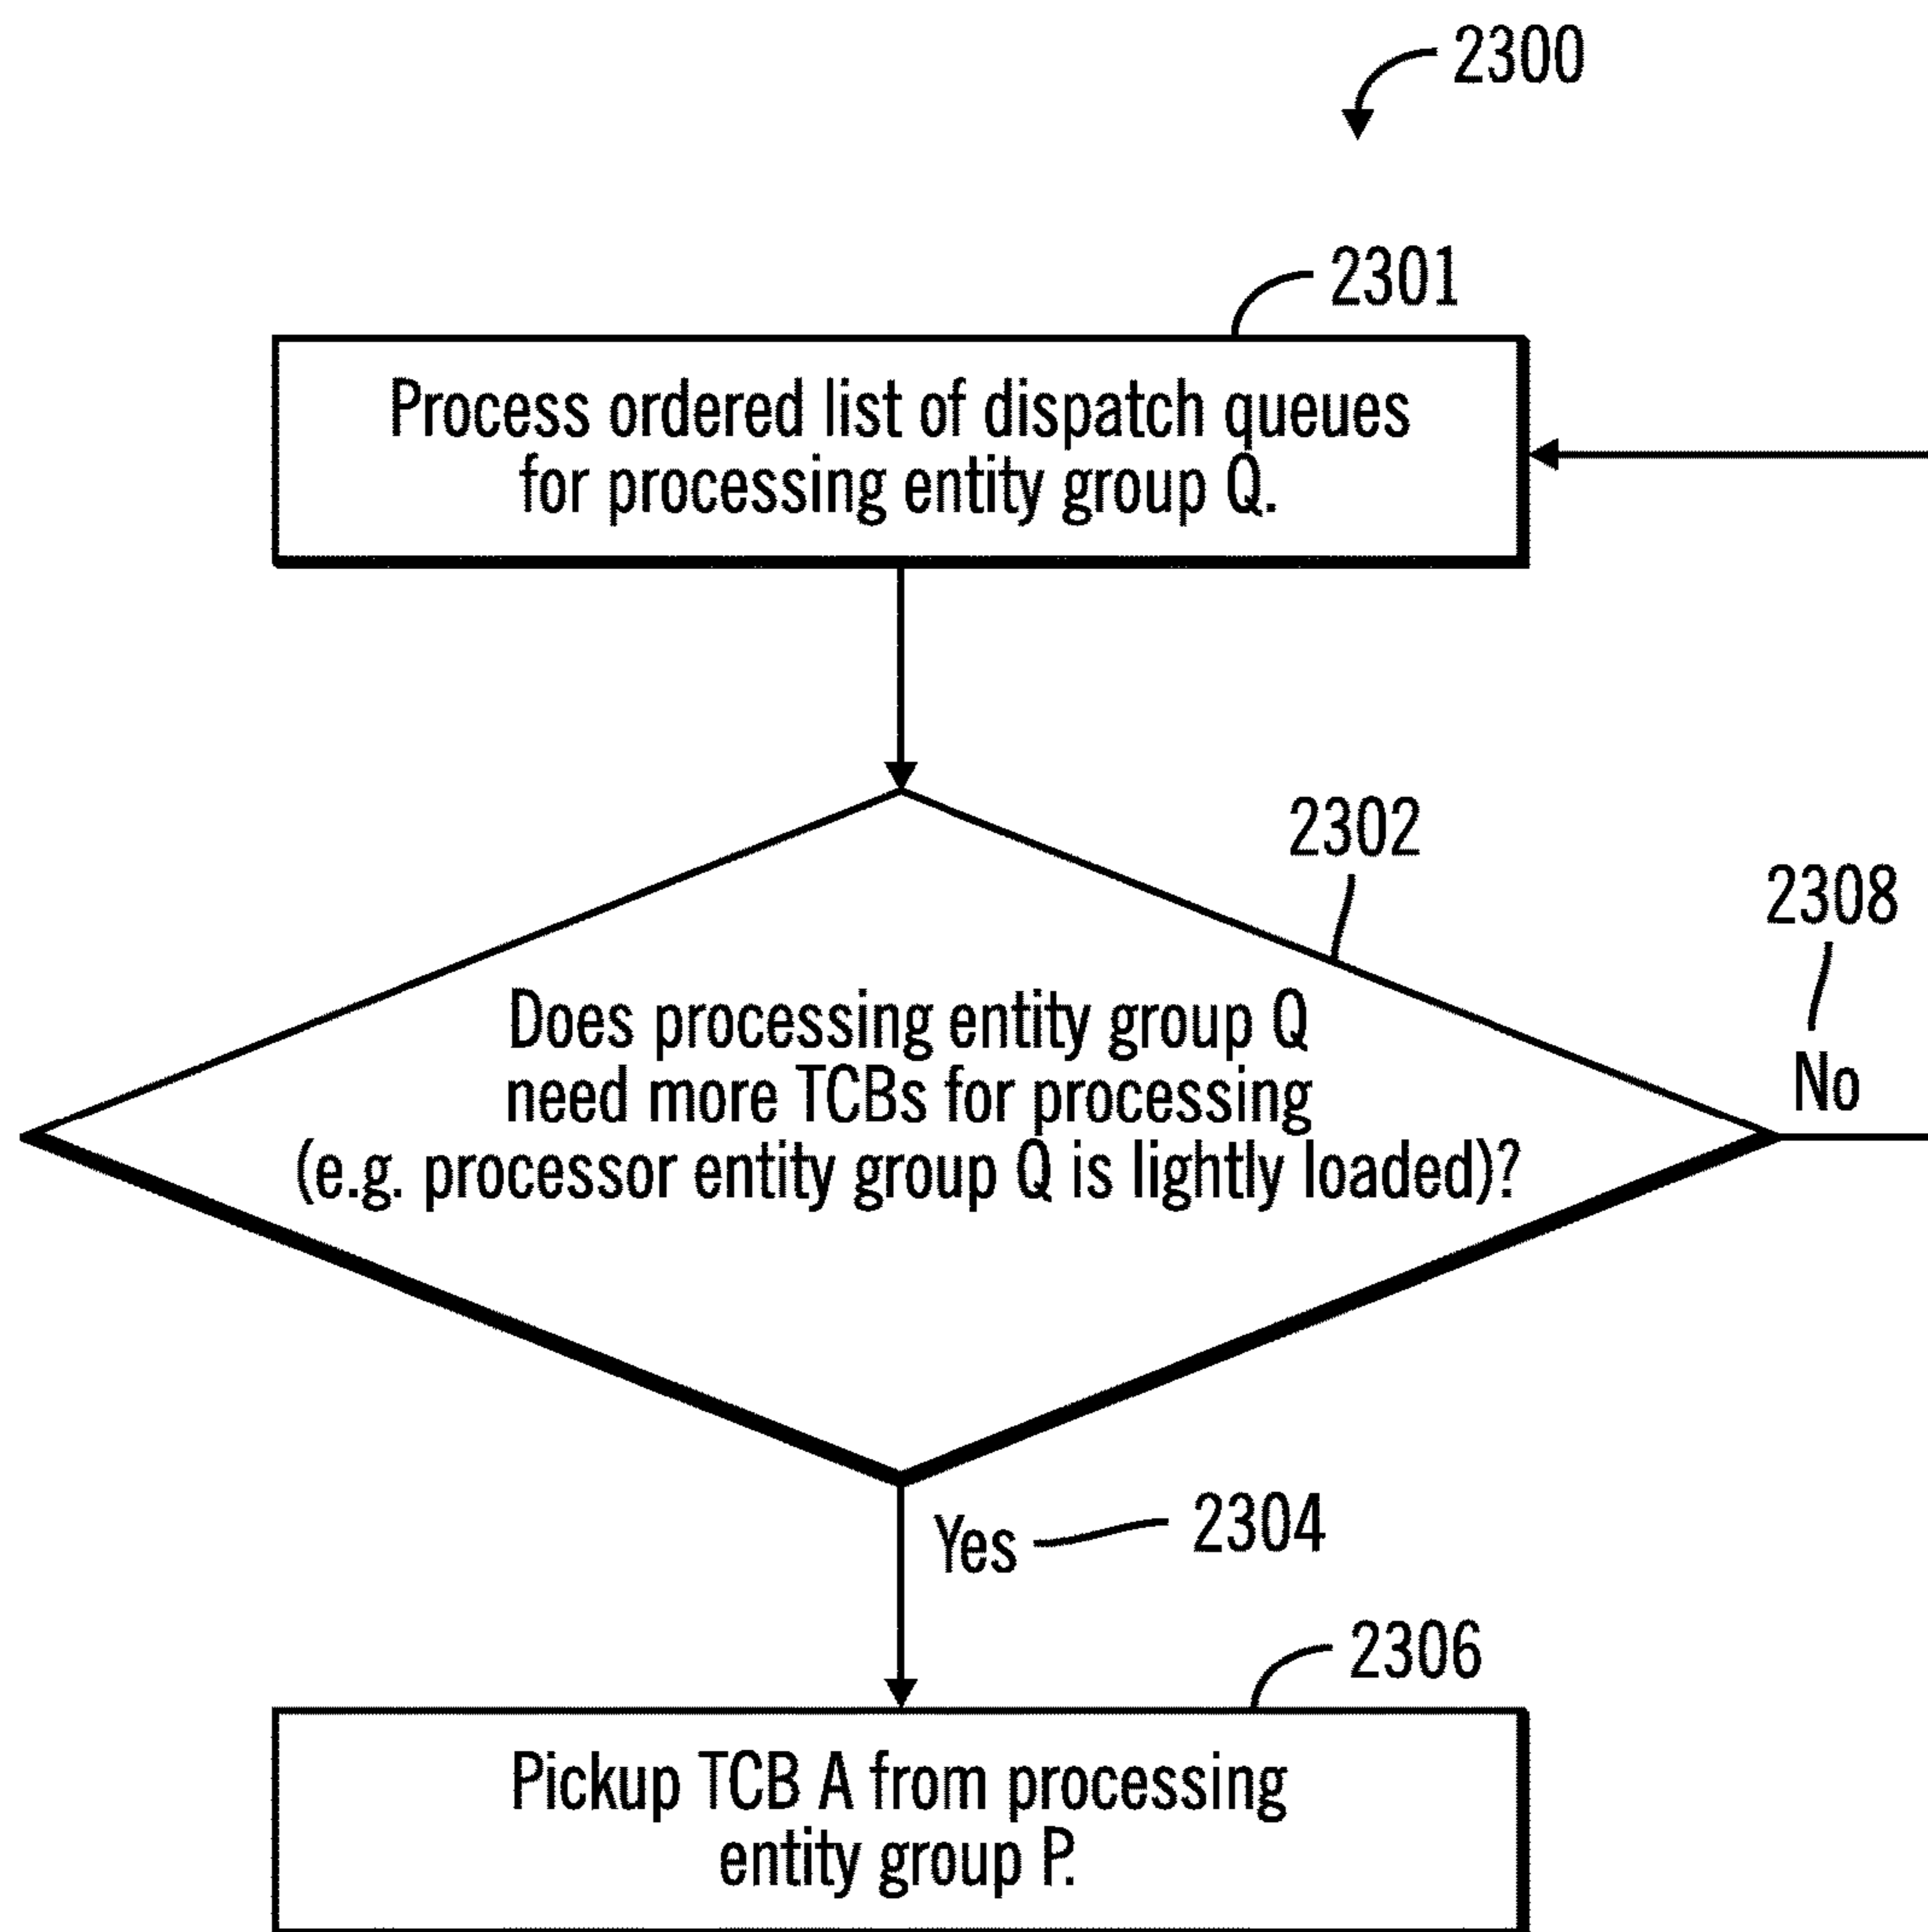 2300
2301
Process ordered list of dispatch queues
for processing entity group Q.
2302
2308
Does processing entity group Q
need more TCBs for processing
(e.g. processor entity group Q is lightly loaded)?
No
Yes
2304
2306
Pickup TCB A from processing
entity group P.